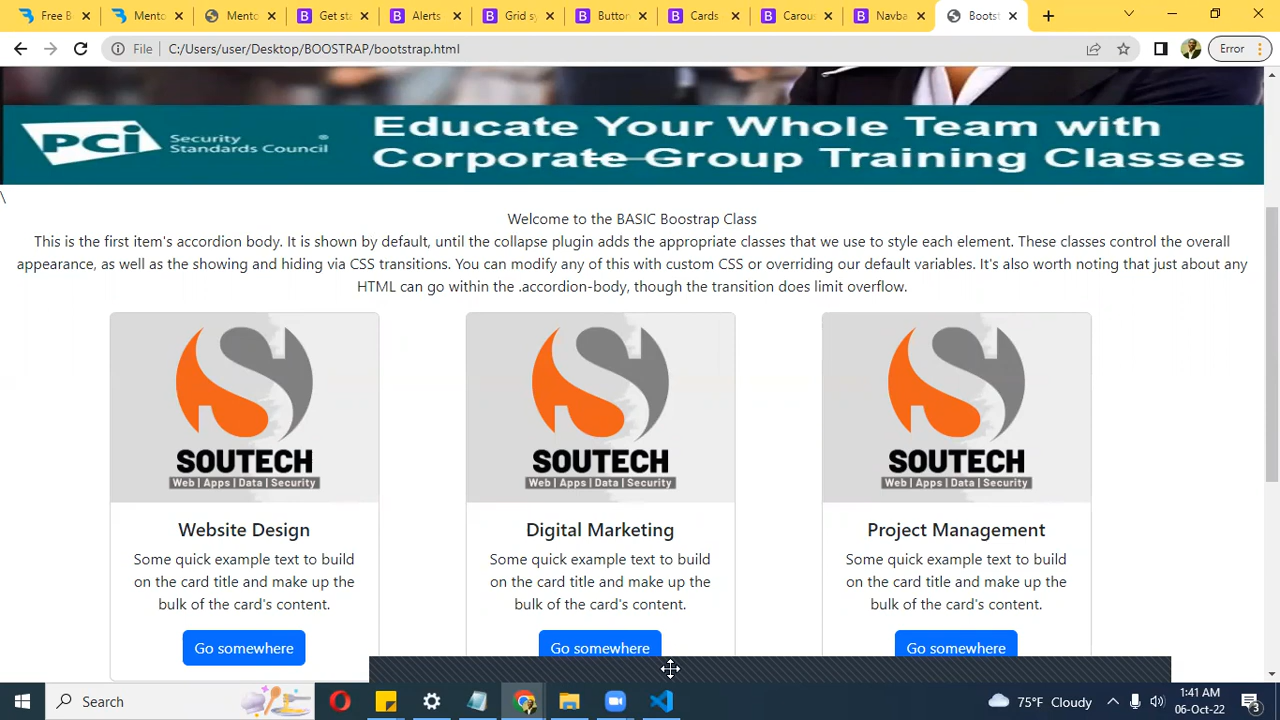 Free B
Mento
Mento
Get sta
Alerts
Grid sy
Button
Cards
Carous
Navba
Bootst
File
C:/Users/user/Desktop/BOOSTRAP/bootstrap.html
Error
PCi Security
Standards Council
®
Educate Your Whole Team with
Corporate Group Training Classes
\
Welcome to the BASIC Boostrap Class
This is the first item's accordion body. It is shown by default, until the collapse plugin adds the appropriate classes that we use to style each element. These classes control the overall
appearance, as well as the showing and hiding via CSS transitions. You can modify any of this with custom CSS or overriding our default variables. It's also worth noting that just about any
HTML can go within the .accordion-body, though the transition does limit overflow.
SOUTECH
Web | Apps | Data | Security
Website Design
Some quick example text to build
on the card title and make up the
bulk of the card's content.
Go somewhere
SOUTECH
Web | Apps | Data | Security
Digital Marketing
Some quick example text to build
on the card title and make up the
bulk of the card's content.
Go somewhere
SOUTECH
Web | Apps | Data | Security
Project Management
Some quick example text to build
on the card title and make up the
bulk of the card's content.
Go somewhere
Search
75°F Cloudy
1:41 AM
06-Oct-22
3